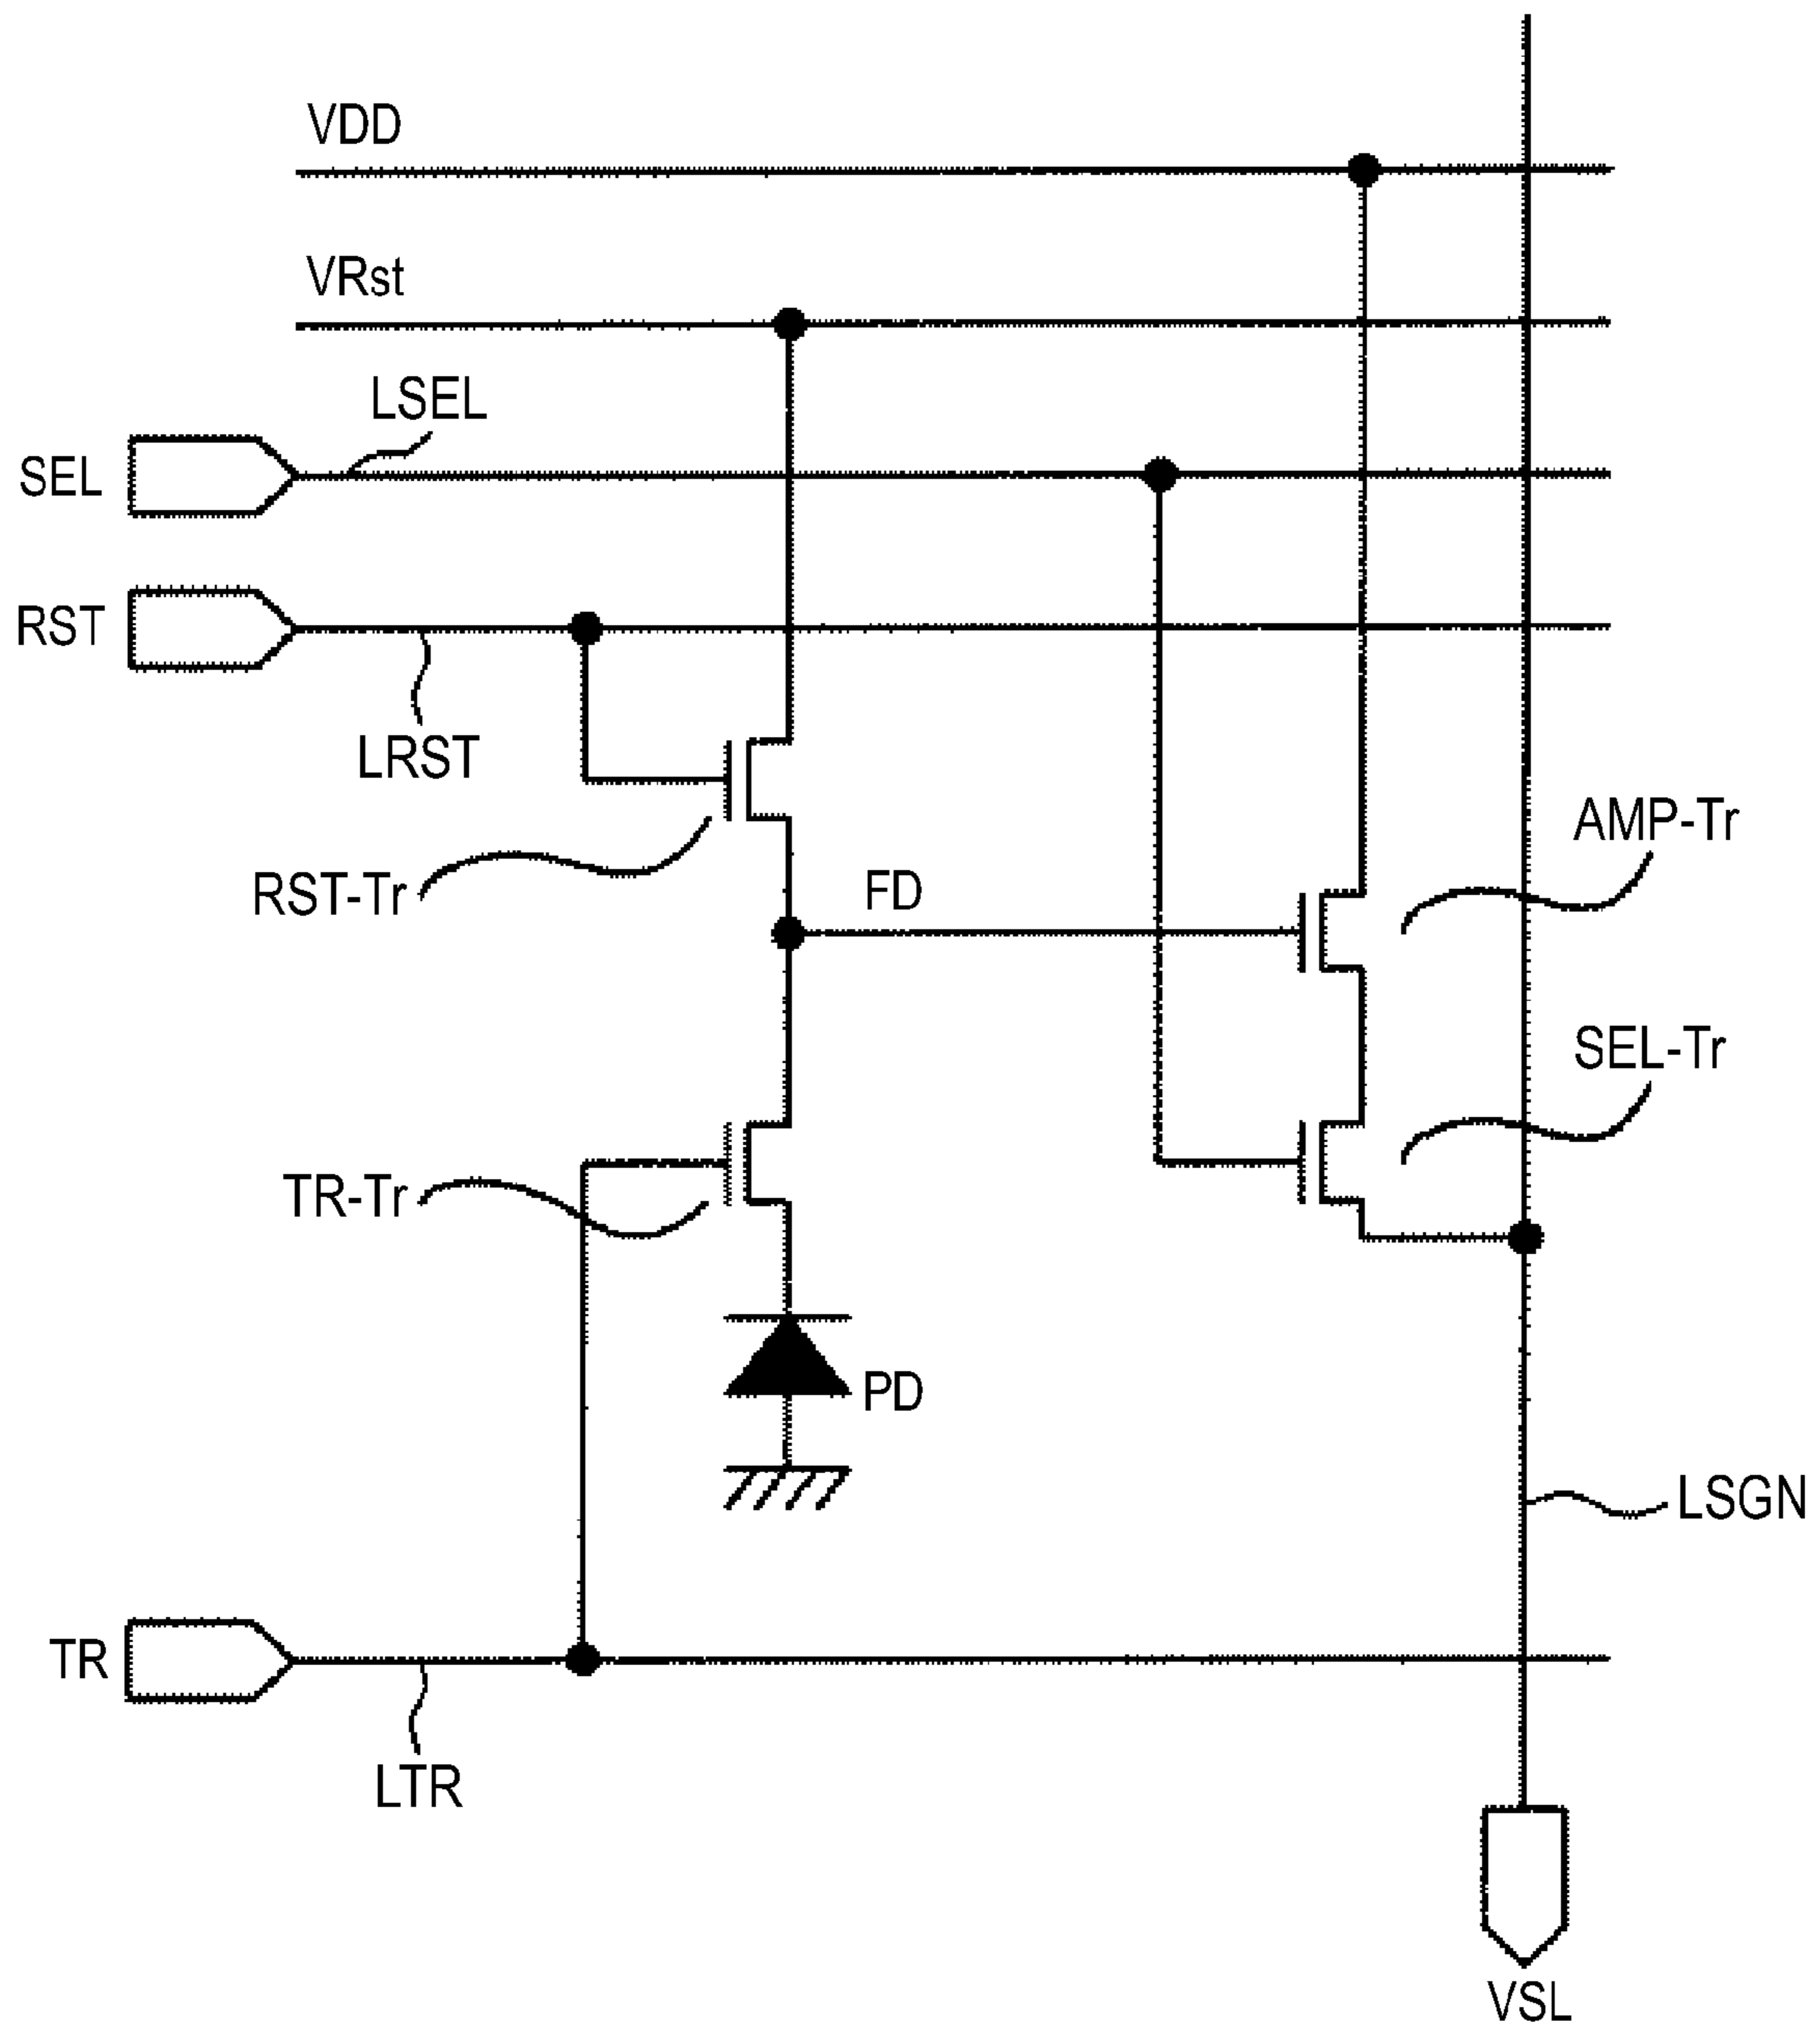 VDD
VRst
LSEL
SEL
RST
LRST
AMP-Tr
RST-Tr
FD
SEL-Tr
TR-Tr
PD
LSGN
TR
LTR
VSL